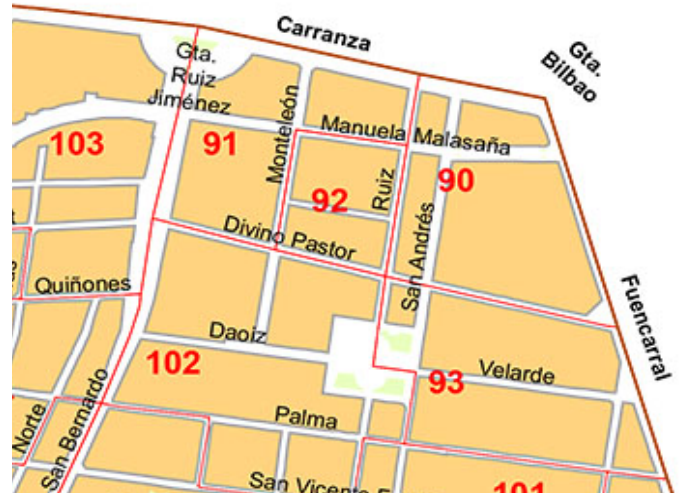 Carranza
Gta.
Bilbao
Gta.
Ruiz
Jiménez
Monteleón
Manuela Malasaña
103
91
92
Ruiz
90
San Andrés
Divino Pastor
Quiñones
Fuencarral
Daoiz
102
Velarde
93
San Bernardo
Norte
Palma
San Vicente F
101